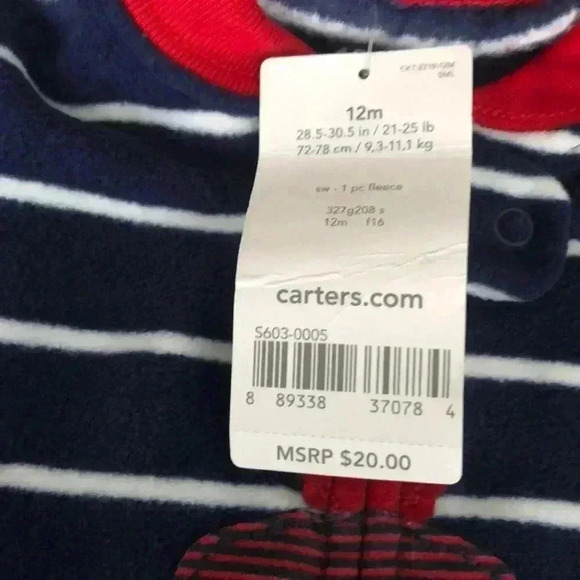 12m
28.5-30.5 in / 21-25 lb
72-78 cm / 9,3-11,1 kg
sw - 1 pc fleece
327g208 s
12m f16
carters.com
S603-0005
8 89338 37078 4
MSRP $20.00